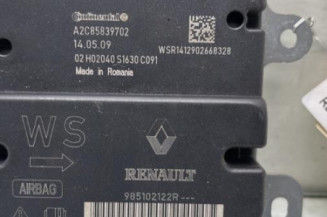 Continental
A2C85839702
14.05.09
WSR1412902668328
02 H02040 S1630 C091
Made in Romania
WS
RENAULT
AIRBAG
985102122R---